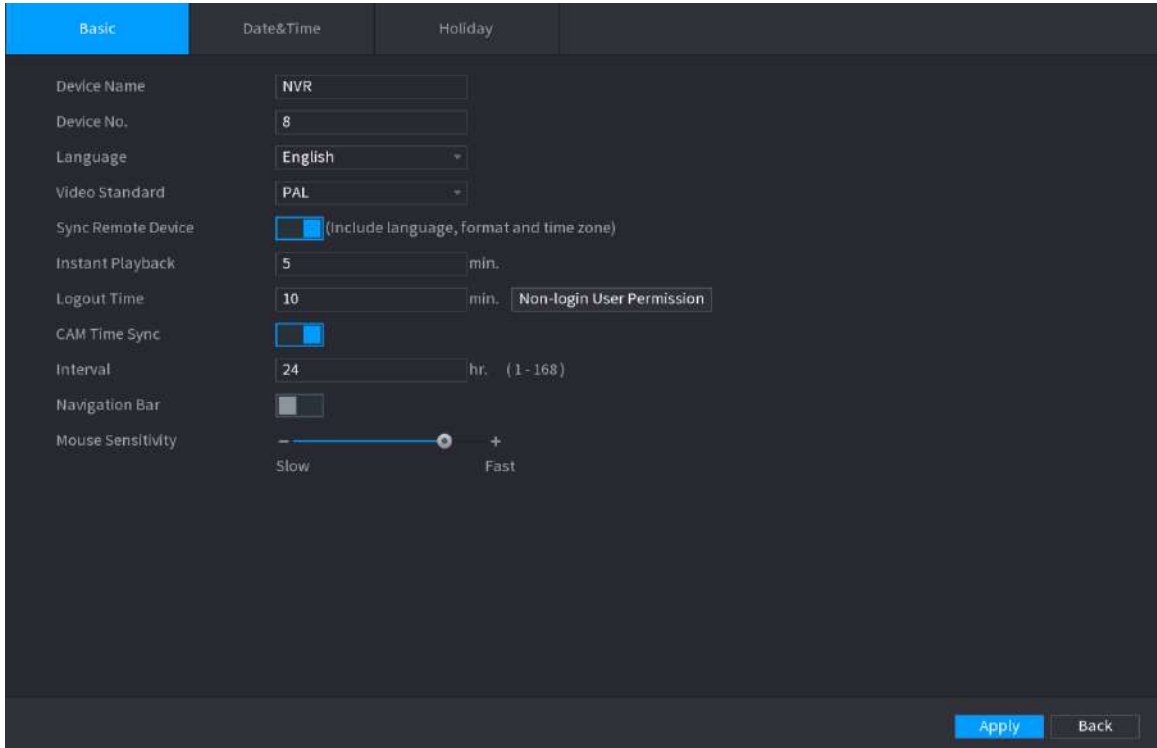 Basic Date&Time Holiday
Device Name NVR
Device No. 8
Language English
Video Standard PAL
Sync Remote Device (Include language, format and time zone)
Instant Playback 5 min.
Logout Time 10 min. Non-login User Permission
CAM Time Sync
Interval 24 hr. (1-168)
Navigation Bar
Mouse Sensitivity − +
Slow Fast
Apply Back